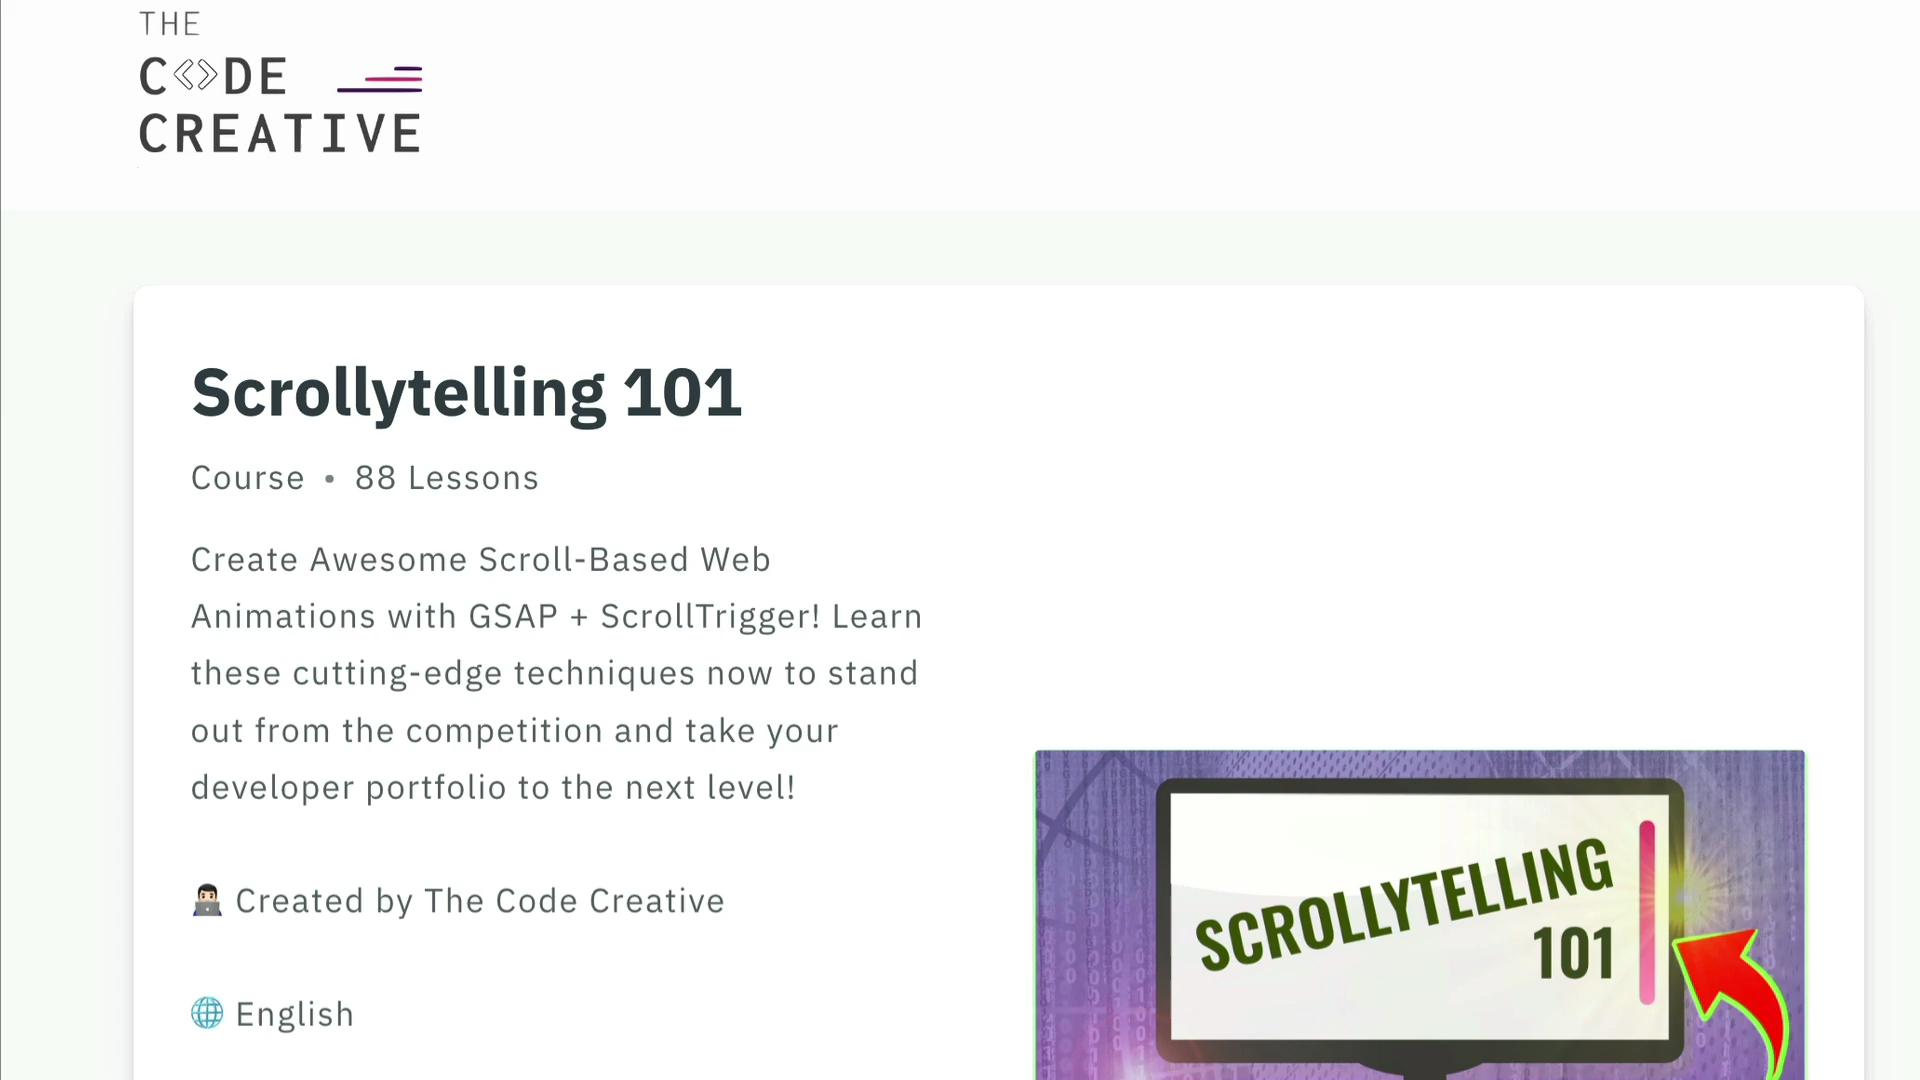 THE
C<>DE
CREATIVE
Scrollytelling 101
Course • 88 Lessons
Create Awesome Scroll-Based Web
Animations with GSAP + ScrollTrigger! Learn
these cutting-edge techniques now to stand
out from the competition and take your
developer portfolio to the next level!
👨🏻‍💻 Created by The Code Creative
🌐 English
SCROLLYTELLING
101